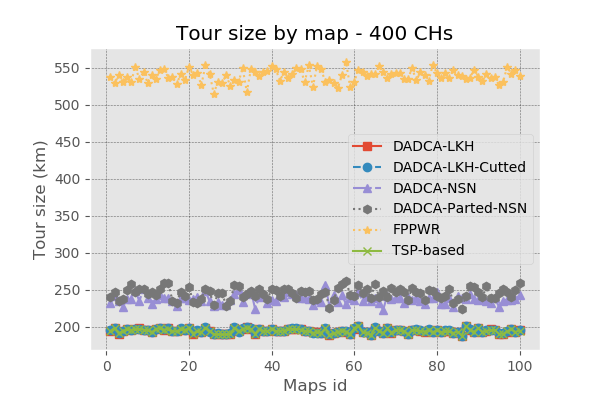 Tour size by map - 400 CHs
Tour size (km)
550
500
450
400
350
300
250
200
DADCA-LKH
DADCA-LKH-Cutted
DADCA-NSN
DADCA-Parted-NSN
FPPWR
TSP-based
0 20 40 60 80 100
Maps id